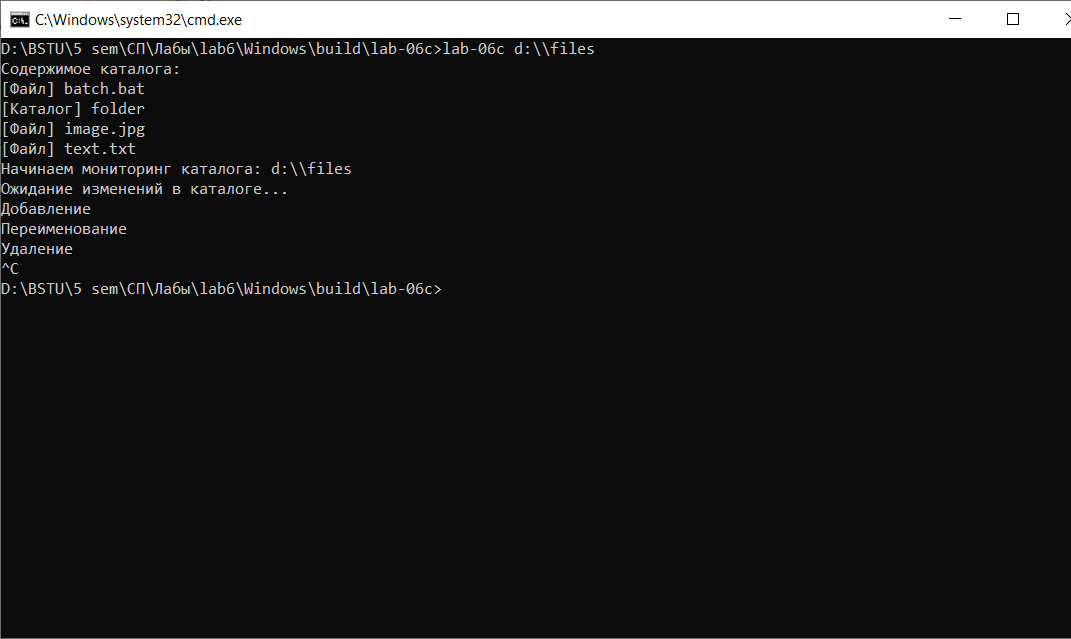 C:\Windows\system32\cmd.exe
D:\BSTU\5 sem\СП\Лабы\lab6\Windows\build\lab-06c>lab-06c d:\\files
Содержимое каталога:
[Файл] batch.bat
[Каталог] folder
[Файл] image.jpg
[Файл] text.txt
Начинаем мониторинг каталога: d:\\files
Ожидание изменений в каталоге...
Добавление
Переименование
Удаление
^C
D:\BSTU\5 sem\СП\Лабы\lab6\Windows\build\lab-06c>